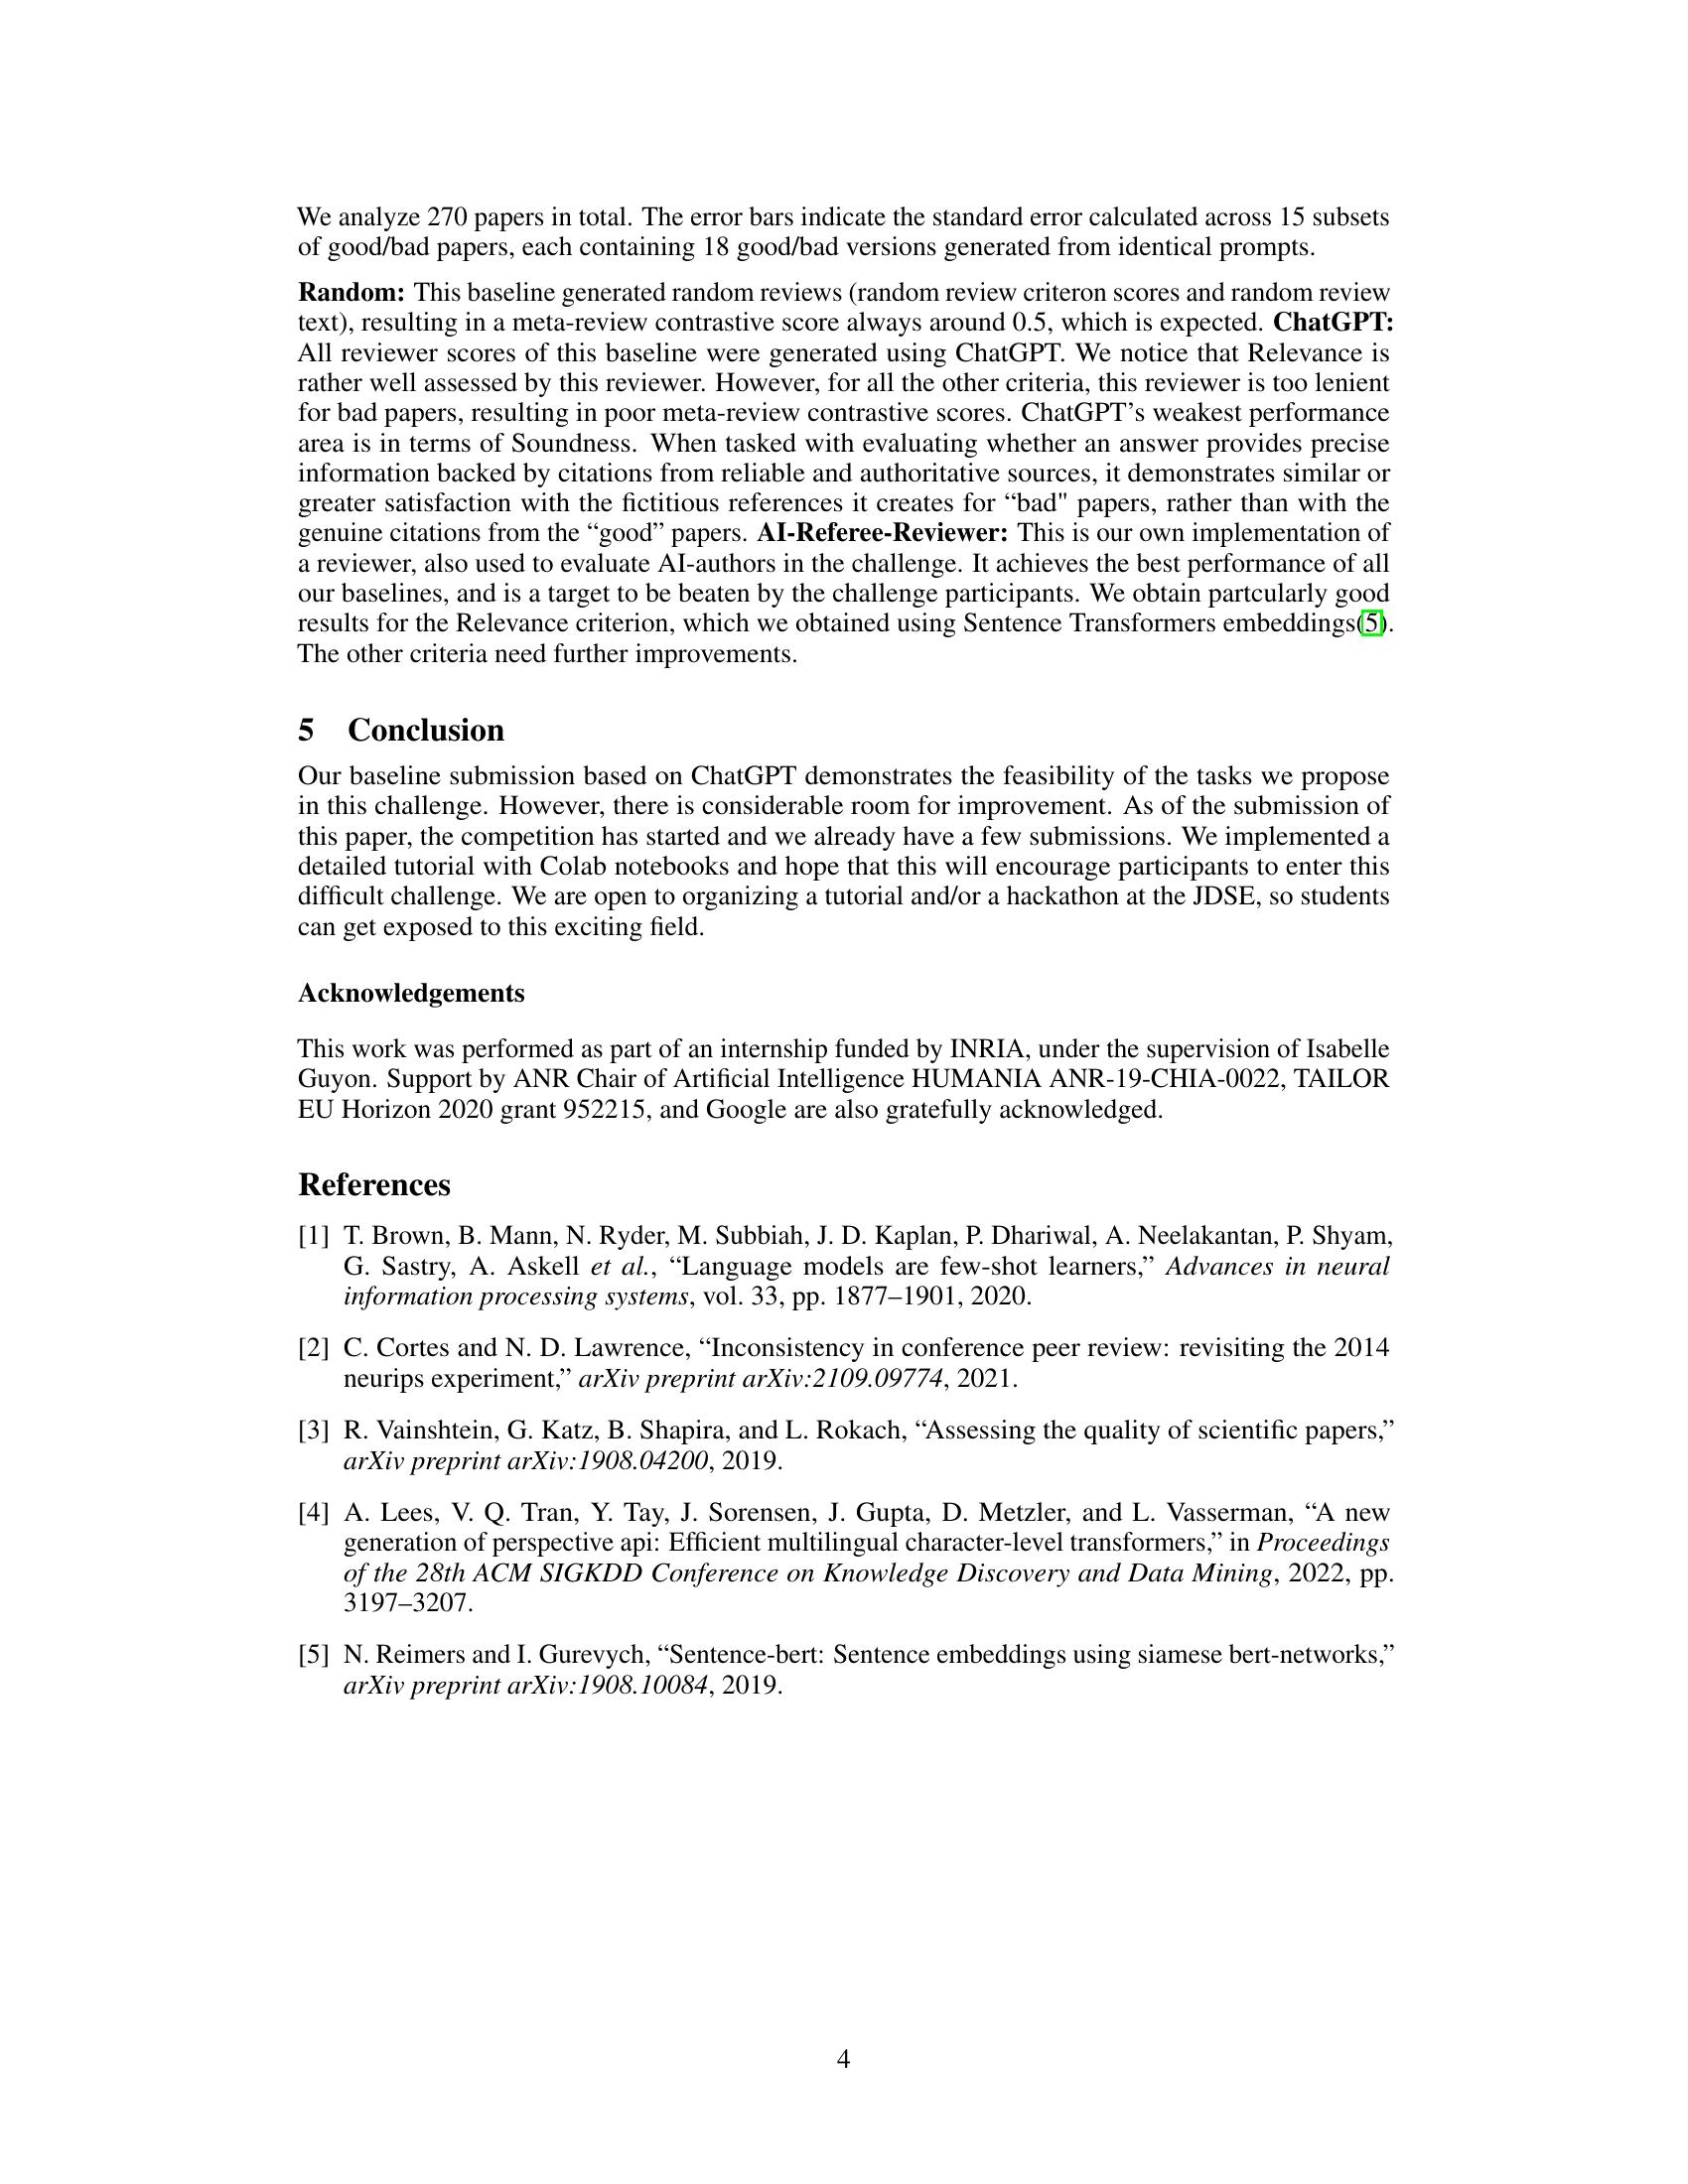 We analyze 270 papers in total. The error bars indicate the standard error calculated across 15 subsets
of good/bad papers, each containing 18 good/bad versions generated from identical prompts.
Random: This baseline generated random reviews (random review criteron scores and random review
text), resulting in a meta-review contrastive score always around 0.5, which is expected. ChatGPT:
All reviewer scores of this baseline were generated using ChatGPT. We notice that Relevance is
rather well assessed by this reviewer. However, for all the other criteria, this reviewer is too lenient
for bad papers, resulting in poor meta-review contrastive scores. ChatGPT's weakest performance
area is in terms of Soundness. When tasked with evaluating whether an answer provides precise
information backed by citations from reliable and authoritative sources, it demonstrates similar or
greater satisfaction with the fictitious references it creates for “bad" papers, rather than with the
genuine citations from the “good” papers. AI-Referee-Reviewer: This is our own implementation of
a reviewer, also used to evaluate AI-authors in the challenge. It achieves the best performance of all
our baselines, and is a target to be beaten by the challenge participants. We obtain partcularly good
results for the Relevance criterion, which we obtained using Sentence Transformers embeddings(5).
The other criteria need further improvements.
5 Conclusion
Our baseline submission based on ChatGPT demonstrates the feasibility of the tasks we propose
in this challenge. However, there is considerable room for improvement. As of the submission of
this paper, the competition has started and we already have a few submissions. We implemented a
detailed tutorial with Colab notebooks and hope that this will encourage participants to enter this
difficult challenge. We are open to organizing a tutorial and/or a hackathon at the JDSE, so students
can get exposed to this exciting field.
Acknowledgements
This work was performed as part of an internship funded by INRIA, under the supervision of Isabelle
Guyon. Support by ANR Chair of Artificial Intelligence HUMANIA ANR-19-CHIA-0022, TAILOR
EU Horizon 2020 grant 952215, and Google are also gratefully acknowledged.
References
[1] T. Brown, B. Mann, N. Ryder, M. Subbiah, J. D. Kaplan, P. Dhariwal, A. Neelakantan, P. Shyam,
G. Sastry, A. Askell et al., “Language models are few-shot learners,” Advances in neural
information processing systems, vol. 33, pp. 1877–1901, 2020.
[2] C. Cortes and N. D. Lawrence, “Inconsistency in conference peer review: revisiting the 2014
neurips experiment,” arXiv preprint arXiv:2109.09774, 2021.
[3] R. Vainshtein, G. Katz, B. Shapira, and L. Rokach, “Assessing the quality of scientific papers,”
arXiv preprint arXiv:1908.04200, 2019.
[4] A. Lees, V. Q. Tran, Y. Tay, J. Sorensen, J. Gupta, D. Metzler, and L. Vasserman, “A new
generation of perspective api: Efficient multilingual character-level transformers,” in Proceedings
of the 28th ACM SIGKDD Conference on Knowledge Discovery and Data Mining, 2022, pp.
3197–3207.
[5] N. Reimers and I. Gurevych, “Sentence-bert: Sentence embeddings using siamese bert-networks,”
arXiv preprint arXiv:1908.10084, 2019.
4